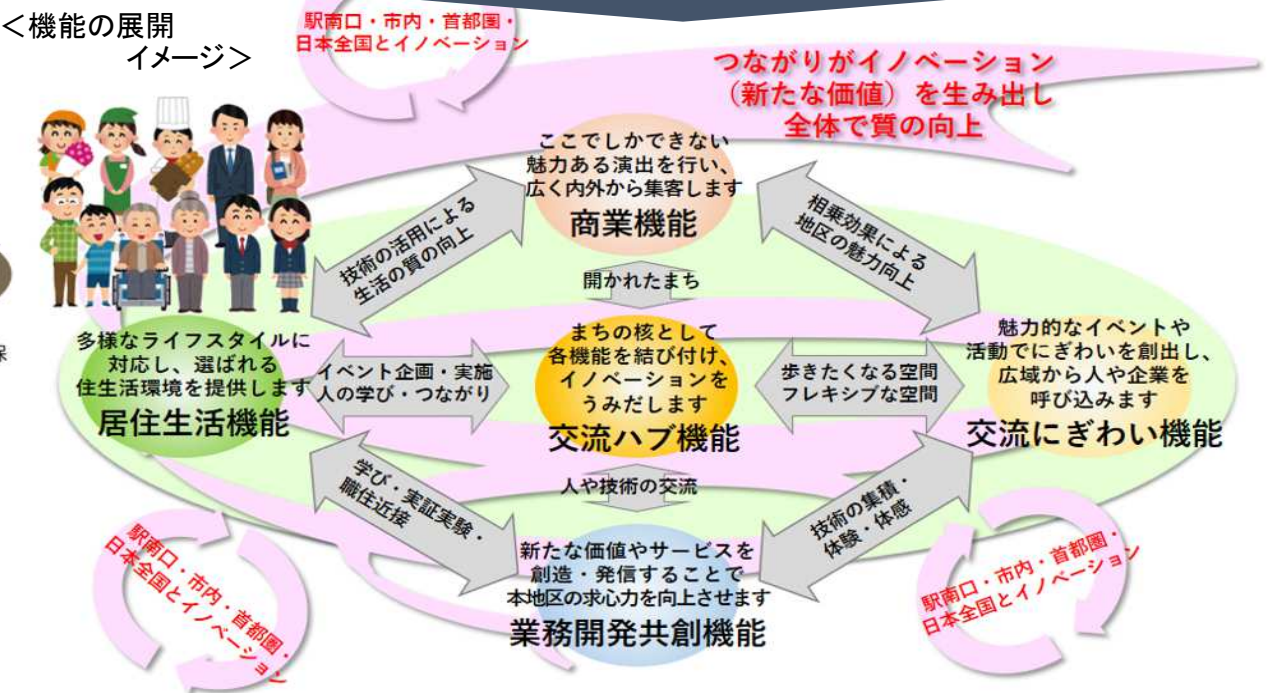 ＜機能の展開
イメージ＞
駅南口・市内・首都圏・
日本全国とイノベーション
つながりがイノベーション
（新たな価値）を生み出し
全体で質の向上
ここでしかできない
魅力ある演出を行い、
広く内外から集客します
商業機能
技術の活用による
生活の質の向上
相乗効果による
地区の魅力向上
開かれたまち
保
多様なライフスタイルに
対応し、選ばれる
住生活環境を提供します
居住生活機能
イベント企画・実施
人の学び・つながり
まちの核として
各機能を結び付け、
イノベーションを
うみだします
交流ハブ機能
歩きたくなる空間
フレキシブな空間
魅力的なイベントや
活動でにぎわいを創出し、
広域から人や企業を
呼び込みます
交流にぎわい機能
学び・実証実験・
職住近接
人や技術の交流
技術の集積・
体験・体感
新たな価値やサービスを
創造・発信することで
本地区の求心力を向上させます
業務開発共創機能
駅南口・市内・首都圏・
日本全国とイノベーション
駅南口・市内・首都圏・
日本全国とイノベーション